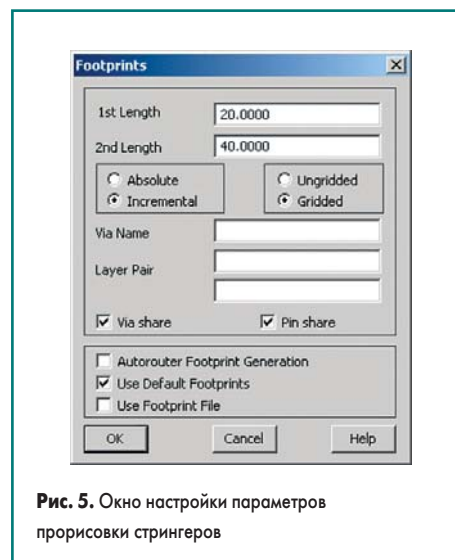 Footprints
1st Length 20.0000
2nd Length 40.0000
Absolute Ungridded
Incremental Gridded
Via Name
Layer Pair
Via share Pin share
Autorouter Footprint Generation
Use Default Footprints
Use Footprint File
OK Cancel Help
Рис. 5. Окно настройки параметров
прорисовки стрингеров